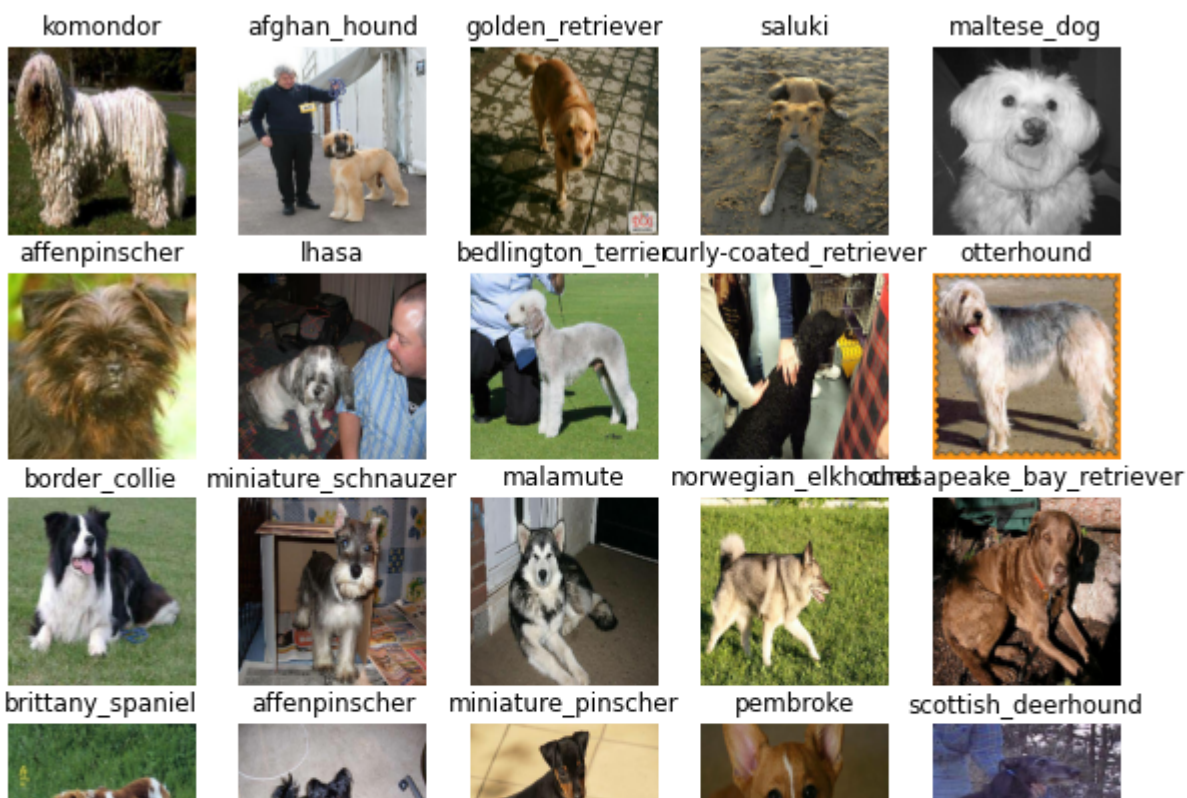 komondor
afghan_hound
golden_retriever
saluki
maltese_dog
affenpinscher
lhasa
bedlington_terrier
curly-coated_retriever
otterhound
border_collie
miniature_schnauzer
malamute
norwegian_elkhound
chesapeake_bay_retriever
brittany_spaniel
affenpinscher
miniature_pinscher
pembroke
scottish_deerhound